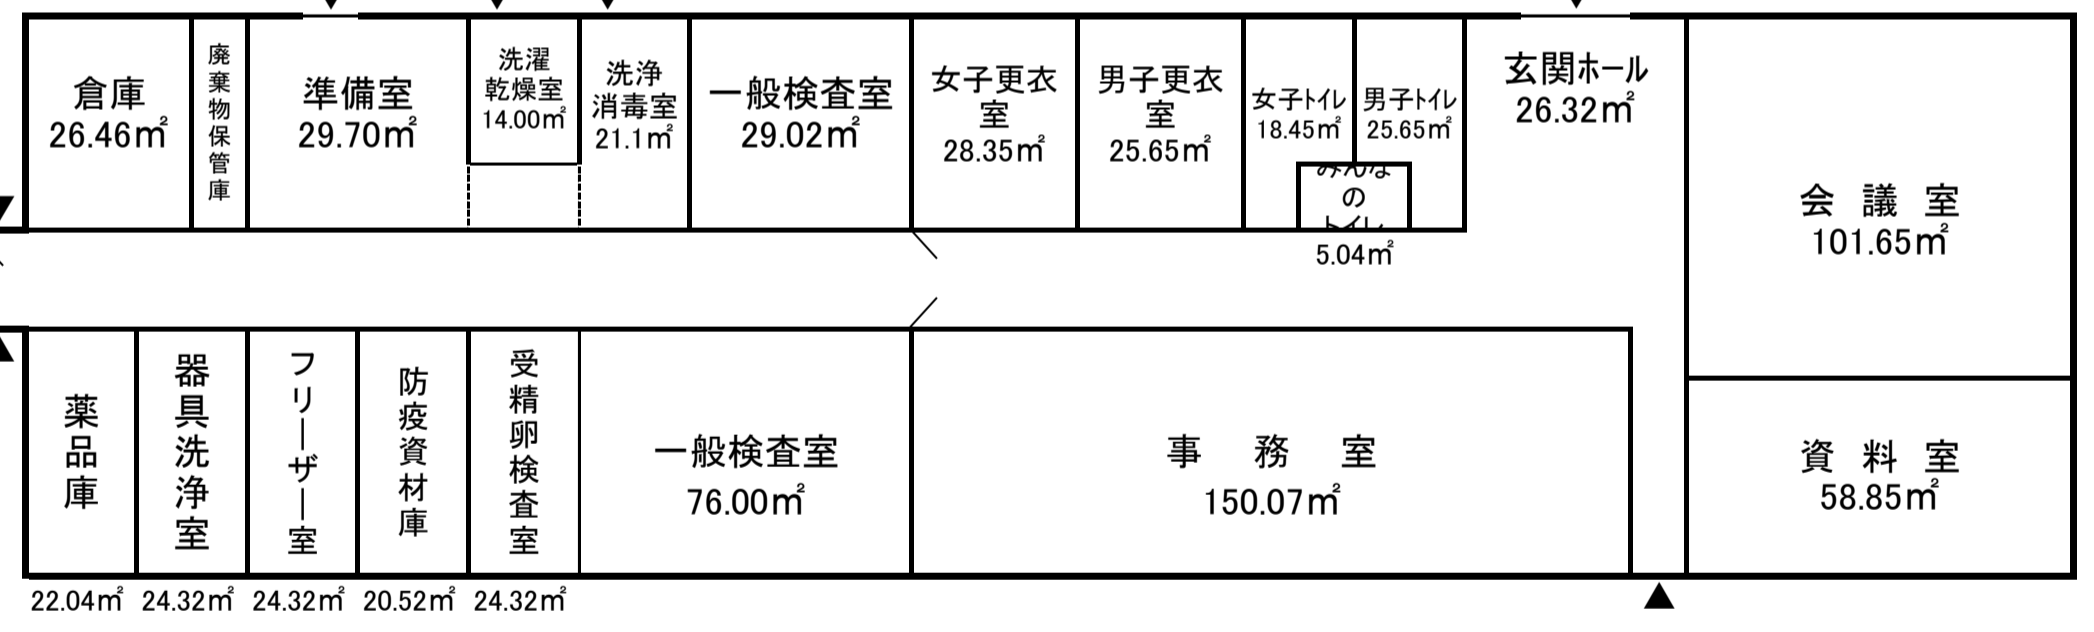 倉庫
26.46㎡
廃棄物保管庫
準備室
29.70㎡
洗濯
乾燥室
14.00㎡
洗浄
消毒室
21.1㎡
一般検査室
29.02㎡
女子更衣
室
28.35㎡
男子更衣
室
25.65㎡
女子トイレ
18.45㎡
男子トイレ
25.65㎡
みんな
の
トイレ
5.04㎡
玄関ホール
26.32㎡
会議室
101.65㎡
薬品庫
22.04㎡
器具洗浄室
24.32㎡
フリーザー室
24.32㎡
防疫資材庫
20.52㎡
受精卵検査室
24.32㎡
一般検査室
76.00㎡
事務室
150.07㎡
資料室
58.85㎡